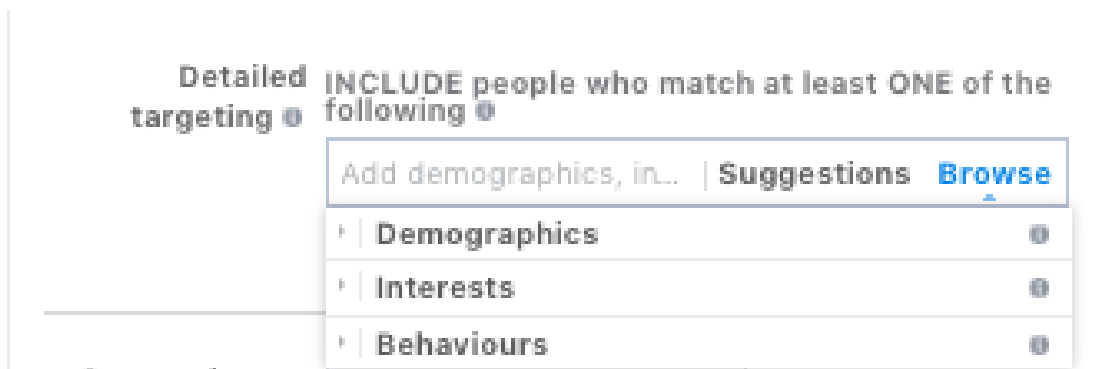 Detailed targeting
INCLUDE people who match at least ONE of the
following
Add demographics, in... | Suggestions Browse
Demographics
Interests
Behaviours